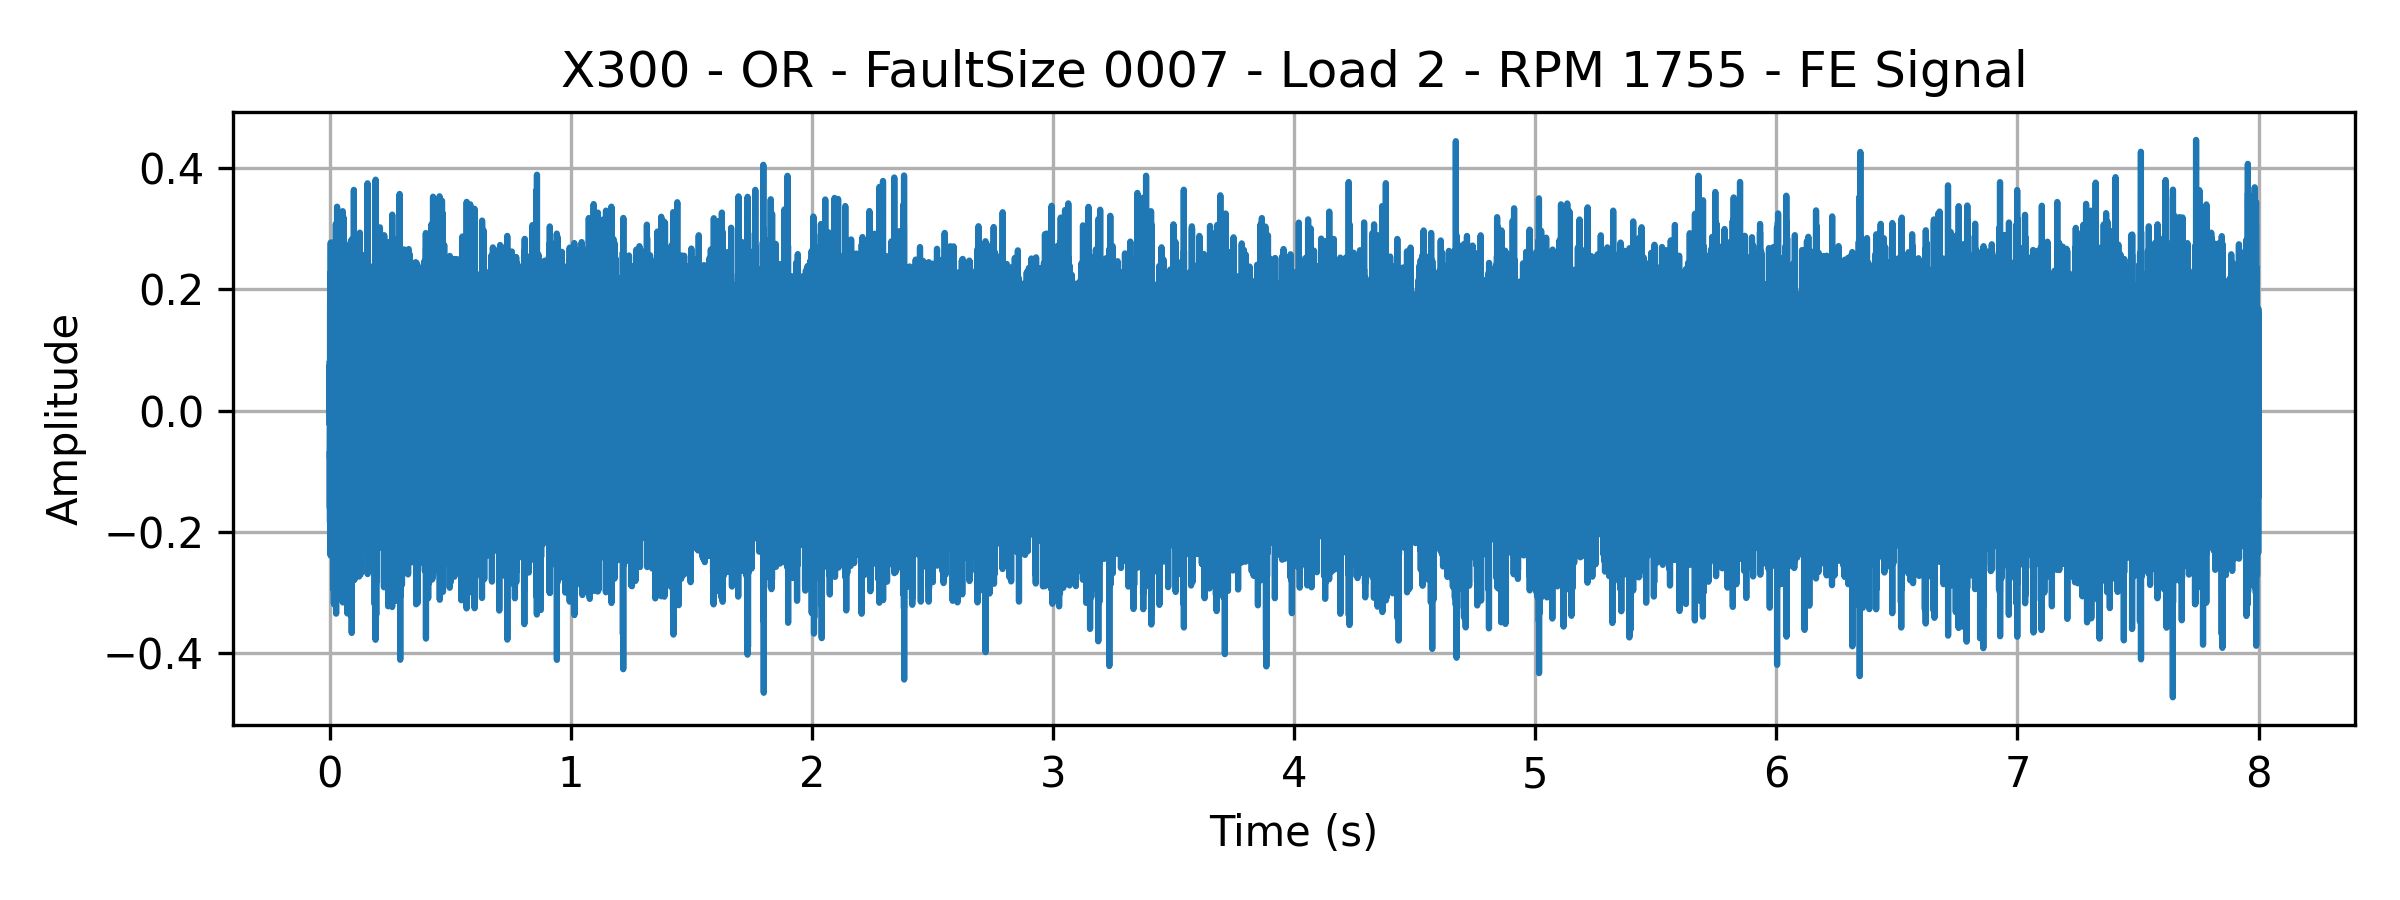 X300 - OR - FaultSize 0007 - Load 2 - RPM 1755 - FE Signal
Amplitude
0.4
0.2
0.0
−0.2
−0.4
0 1 2 3 4 5 6 7 8
Time (s)